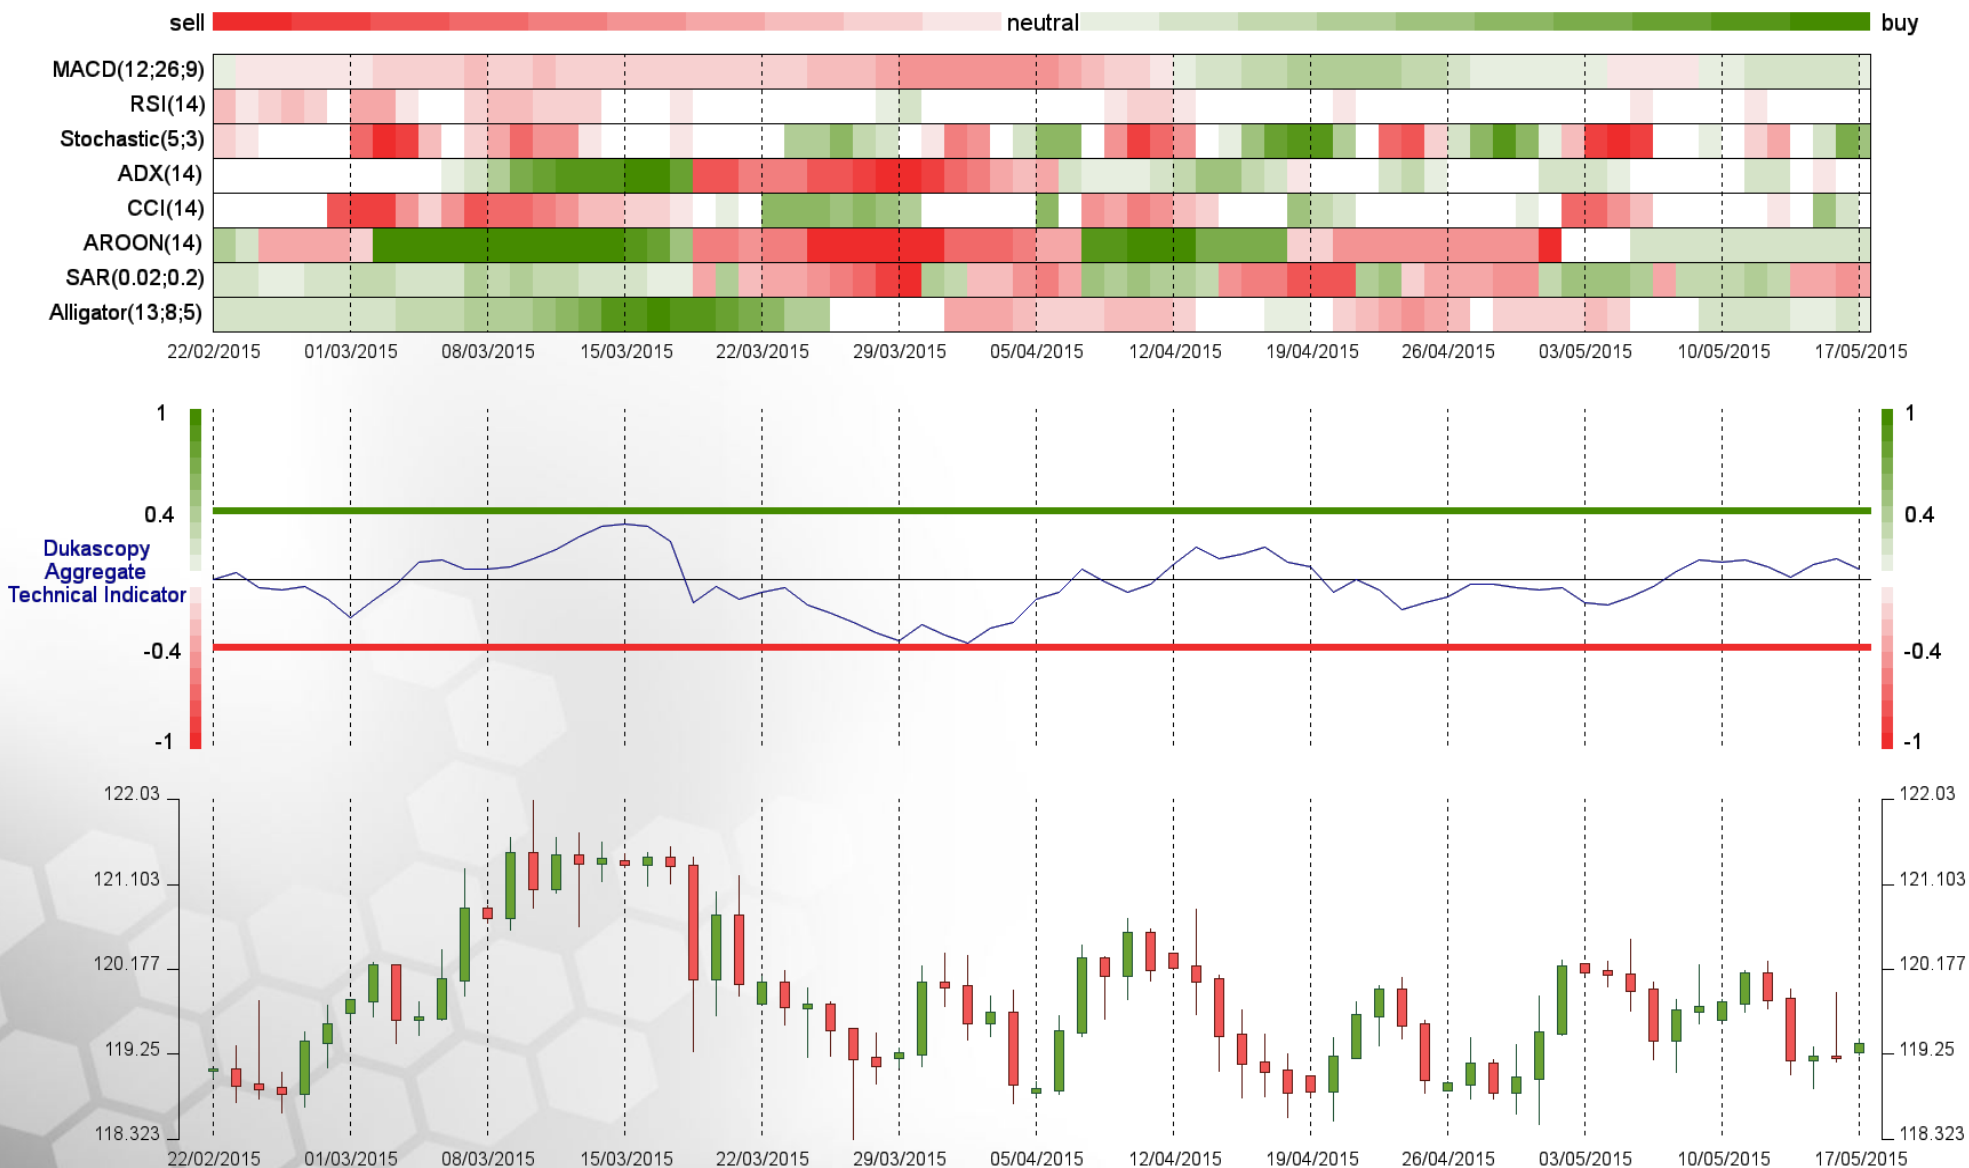 sell neutral buy
MACD(12;26;9)
RSI(14)
Stochastic(5;3)
ADX(14)
CCI(14)
AROON(14)
SAR(0.02;0.2)
Alligator(13;8;5)
22/02/2015 01/03/2015 08/03/2015 15/03/2015 22/03/2015 29/03/2015 05/04/2015 12/04/2015 19/04/2015 26/04/2015 03/05/2015 10/05/2015 17/05/2015
1 1
0.4 0.4
Dukascopy
Aggregate
Technical Indicator
-0.4 -0.4
-1 -1
122.03 122.03
121.103 121.103
120.177 120.177
119.25 119.25
118.323 118.323
22/02/2015 01/03/2015 08/03/2015 15/03/2015 22/03/2015 29/03/2015 05/04/2015 12/04/2015 19/04/2015 26/04/2015 03/05/2015 10/05/2015 17/05/2015